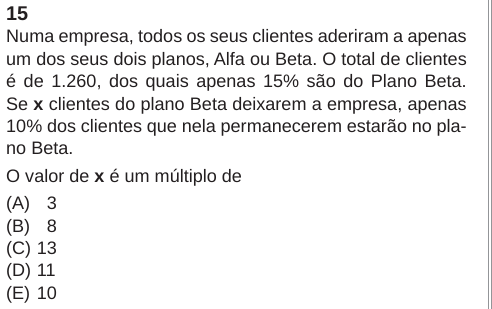 15
Numa empresa, todos os seus clientes aderiram a apenas
um dos seus dois planos, Alfa ou Beta. O total de clientes
é de 1.260, dos quais apenas 15% são do Plano Beta.
Se x clientes do plano Beta deixarem a empresa, apenas
10% dos clientes que nela permanecerem estarão no pla-
no Beta.
O valor de x é um múltiplo de
(A) 3
(B) 8
(C) 13
(D) 11
(E) 10